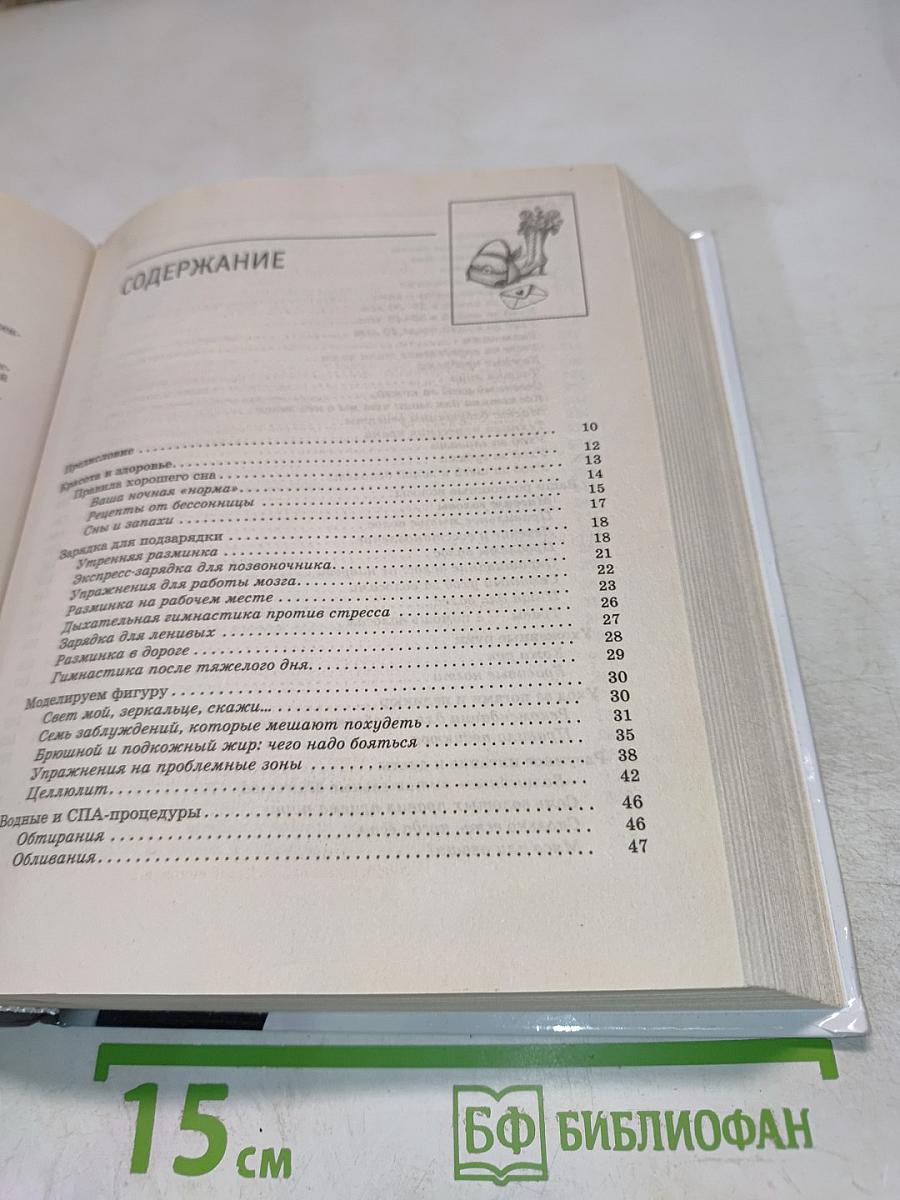 СОДЕРЖАНИЕ
Предисловие 10
Красота и здоровье 12
Правила хорошего сна 13
Ваша ночная «норма» 14
Рецепты от бессонницы 15
Сны и запахи 17
Зарядка для подзарядки 18
Утренняя разминка 18
Экспресс-зарядка для позвоночника 21
Упражнения для работы мозга 22
Разминка на рабочем месте 23
Дыхательная гимнастика против стресса 26
Зарядка для ленивых 27
Разминка в дороге 28
Гимнастика после тяжелого дня 29
Моделируем фигуру 30
Свет мой, зеркальце, скажи... 30
Семь заблуждений, которые мешают похудеть 31
Брюшной и подкожный жир: чего надо бояться 35
Упражнения на проблемные зоны 38
Целлюлит 42
Водные и СПА-процедуры 46
Обтирания 46
Обливания 47
15 см
БФ БИБЛИОФАН